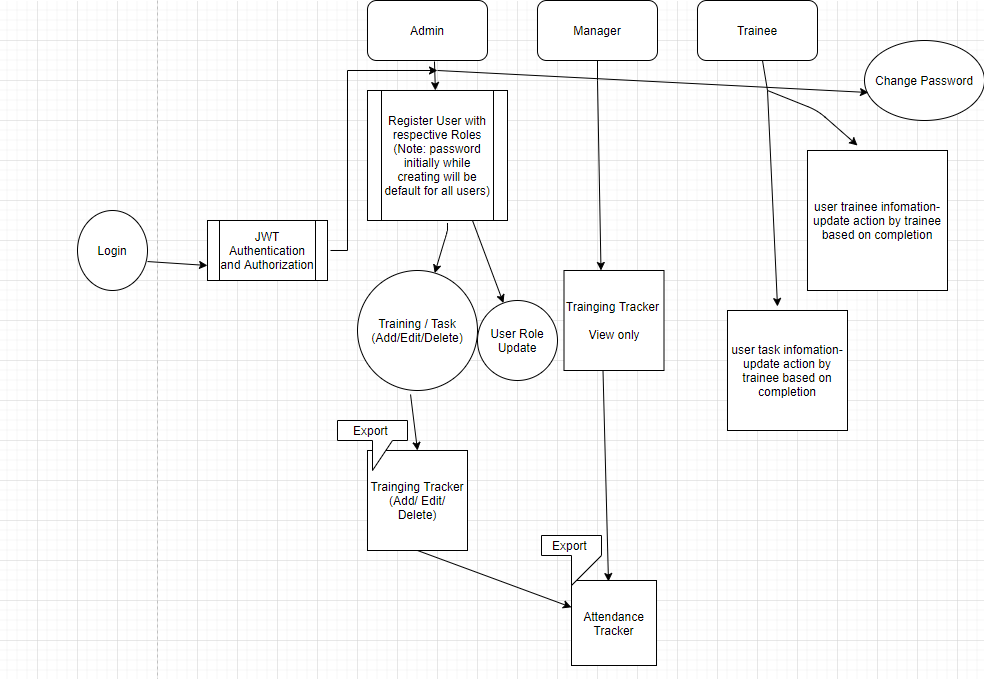 Admin
Manager
Trainee
Change Password
Register User with
respective Roles
(Note: password
initially while
creating will be
default for all users)
user trainee infomation-
update action by trainee
based on completion
Login
JWT
Authentication
and Authorization
Training / Task
(Add/Edit/Delete)
User Role
Update
Trainging Tracker
View only
user task infomation-
update action by
trainee based on
completion
Export
Trainging Tracker
(Add/ Edit/
Delete)
Export
Attendance
Tracker